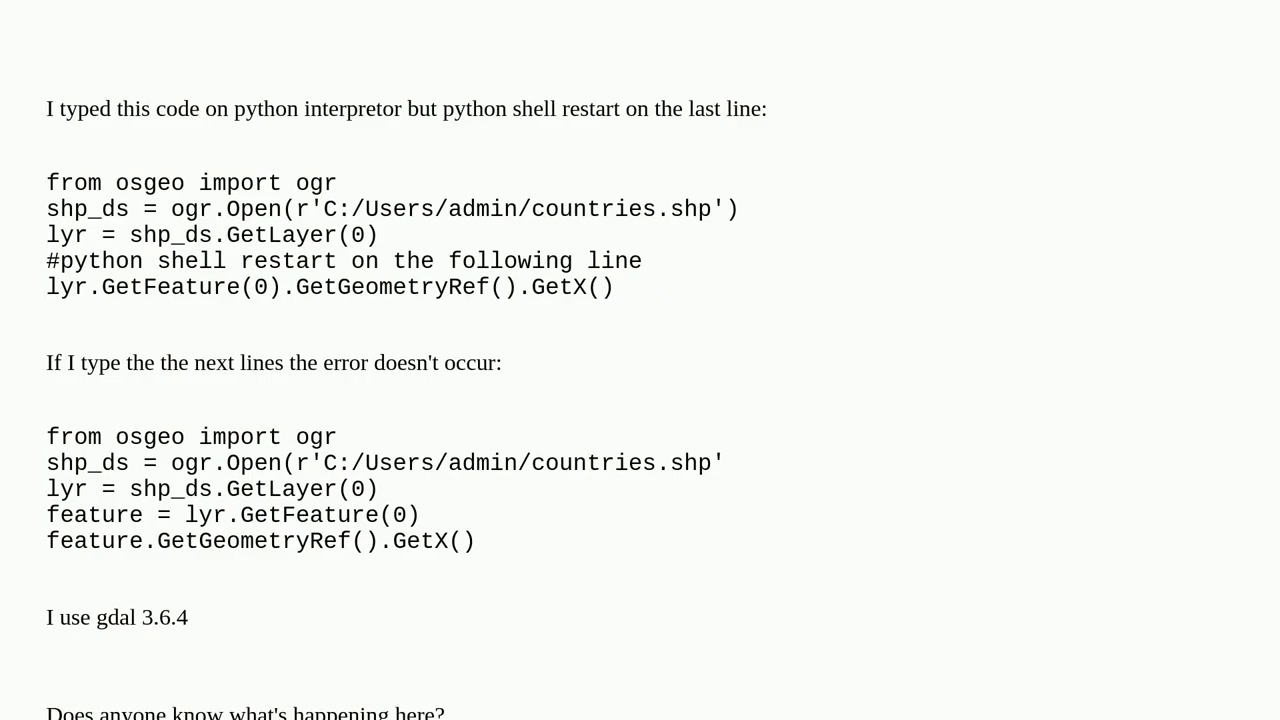 I typed this code on python interpretor but python shell restart on the last line:
from osgeo import ogr
shp_ds = ogr.Open(r'C:/Users/admin/countries.shp')
lyr = shp_ds.GetLayer(0)
#python shell restart on the following line
lyr.GetFeature(0).GetGeometryRef().GetX()
If I type the the next lines the error doesn't occur:
from osgeo import ogr
shp_ds = ogr.Open(r'C:/Users/admin/countries.shp'
lyr = shp_ds.GetLayer(0)
feature = lyr.GetFeature(0)
feature.GetGeometryRef().GetX()
I use gdal 3.6.4
Does anyone know what's happening here?